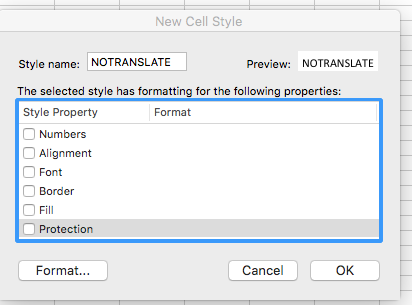 New Cell Style
Style name: NOTRANSLATE Preview: NOTRANSLATE
The selected style has formatting for the following properties:
Style Property Format
Numbers
Alignment
Font
Border
Fill
Protection
Format... Cancel OK